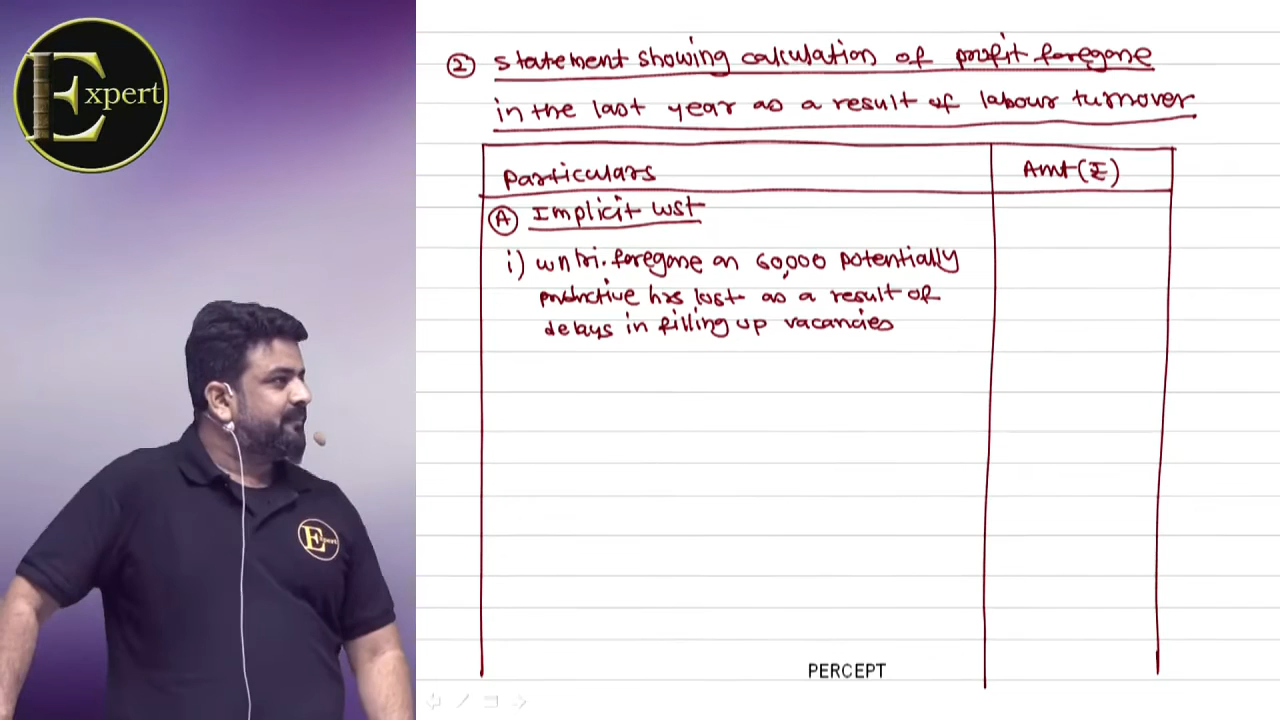 Expert
② Statement showing calculation of profit foregone
in the last year as a result of labour turnover
Particulars
Amt (₹)
Ⓐ Implicit cost
i) contri. foregone on 60,000 potentially
productive hrs lost as a result of
delays in filling up vacancies
Expert
PERCEPT